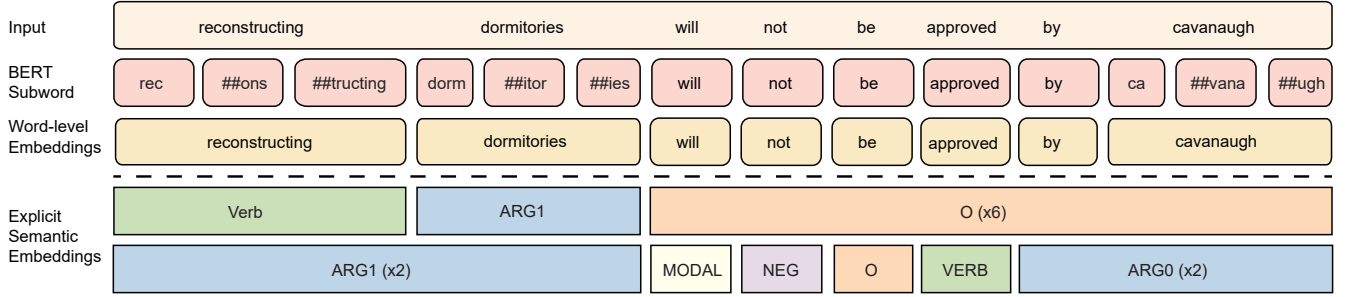 Input reconstructing dormitories will not be approved by cavanaugh
BERT
Subword
rec ##ons ##tructing dorm ##itor ##ies will not be approved by ca ##vana ##ugh
Word-level
Embeddings
reconstructing dormitories will not be approved by cavanaugh
Explicit
Semantic
Embeddings
Verb ARG1 O (x6)
ARG1 (x2) MODAL NEG O VERB ARG0 (x2)